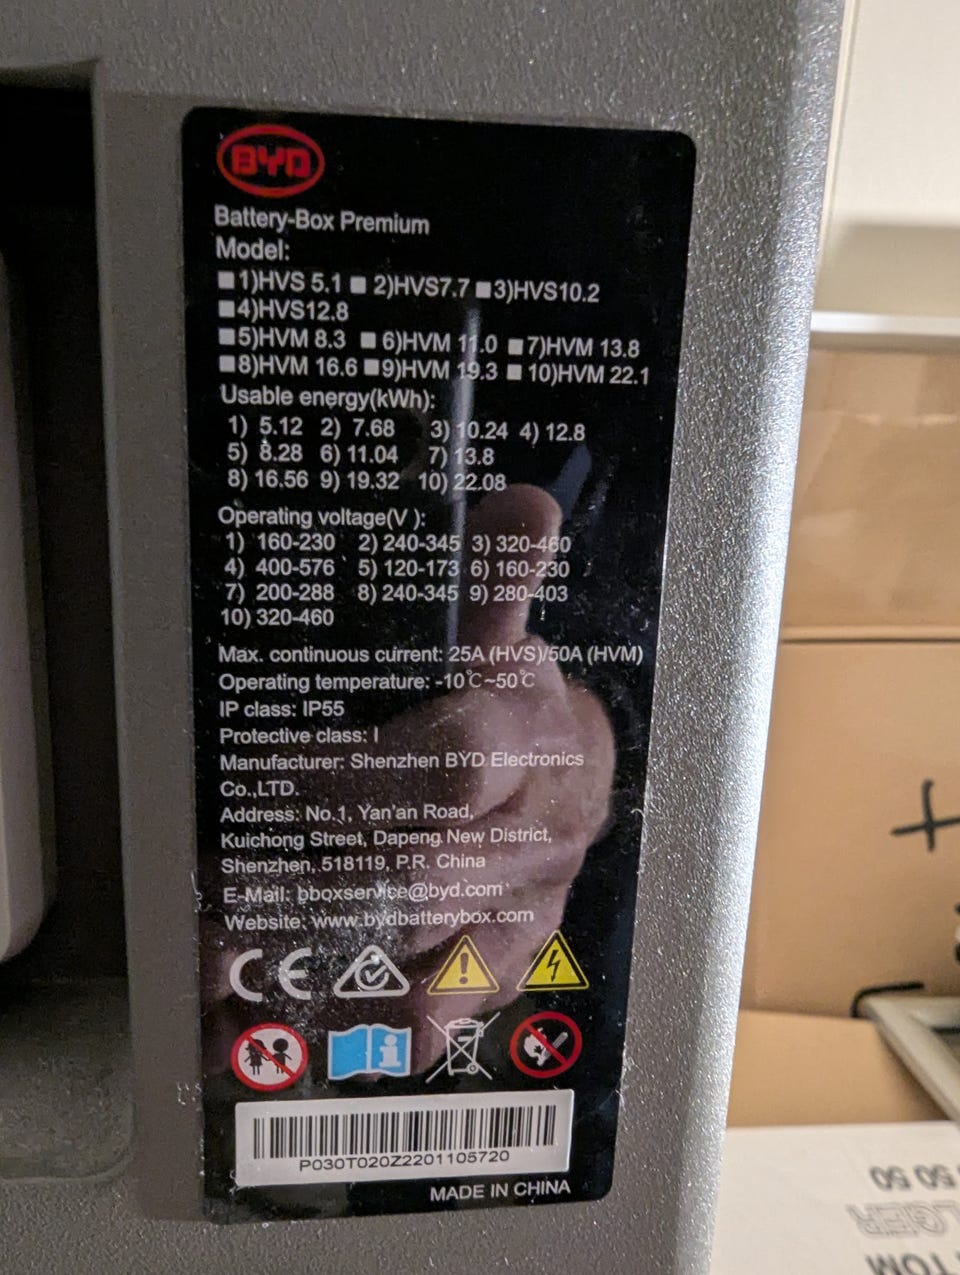 BYD
Battery-Box Premium
Model:
■1)HVS 5.1 ■ 2)HVS7.7 ■3)HVS10.2
■4)HVS12.8
■5)HVM 8.3 ■ 6)HVM 11.0 ■7)HVM 13.8
■8)HVM 16.6 ■9)HVM 19.3 ■ 10)HVM 22.1
Usable energy(kWh):
1) 5.12 2) 7.68 3) 10.24 4) 12.8
5) 8.28 6) 11.04 7) 13.8
8) 16.56 9) 19.32 10) 22.08
Operating voltage(V ):
1) 160-230 2) 240-345 3) 320-460
4) 400-576 5) 120-173 6) 160-230
7) 200-288 8) 240-345 9) 280-403
10) 320-460
Max. continuous current: 25A (HVS)/50A (HVM)
Operating temperature: -10℃~50℃
IP class: IP55
Protective class: I
Manufacturer: Shenzhen BYD Electronics
Co.,LTD.
Address: No.1, Yan'an Road,
Kuichong Street, Dapeng New District,
Shenzhen, 518119, P.R. China
E-Mail: bboxservice@byd.com
Website: www.bydbatterybox.com
CE
P030T020Z2201105720
MADE IN CHINA
50 50 50